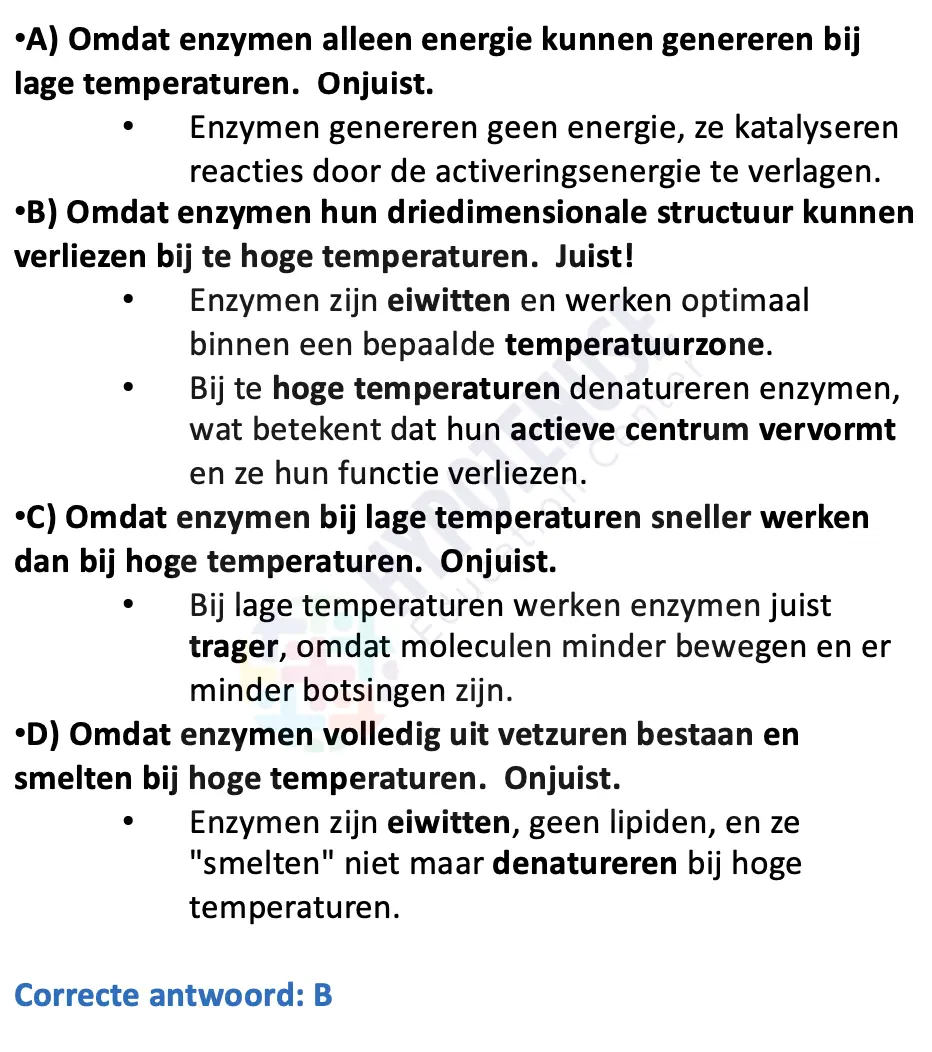 •A) Omdat enzymen alleen energie kunnen genereren bij
lage temperaturen.  Onjuist.
• Enzymen genereren geen energie, ze katalyseren
reacties door de activeringsenergie te verlagen.
•B) Omdat enzymen hun driedimensionale structuur kunnen
verliezen bij te hoge temperaturen.  Juist!
• Enzymen zijn eiwitten en werken optimaal
binnen een bepaalde temperatuurzone.
• Bij te hoge temperaturen denatureren enzymen,
wat betekent dat hun actieve centrum vervormt
en ze hun functie verliezen.
•C) Omdat enzymen bij lage temperaturen sneller werken
dan bij hoge temperaturen.  Onjuist.
• Bij lage temperaturen werken enzymen juist
trager, omdat moleculen minder bewegen en er
minder botsingen zijn.
•D) Omdat enzymen volledig uit vetzuren bestaan en
smelten bij hoge temperaturen.  Onjuist.
• Enzymen zijn eiwitten, geen lipiden, en ze
"smelten" niet maar denatureren bij hoge
temperaturen.
Correcte antwoord: B
HYPOTENUSE
Education Center